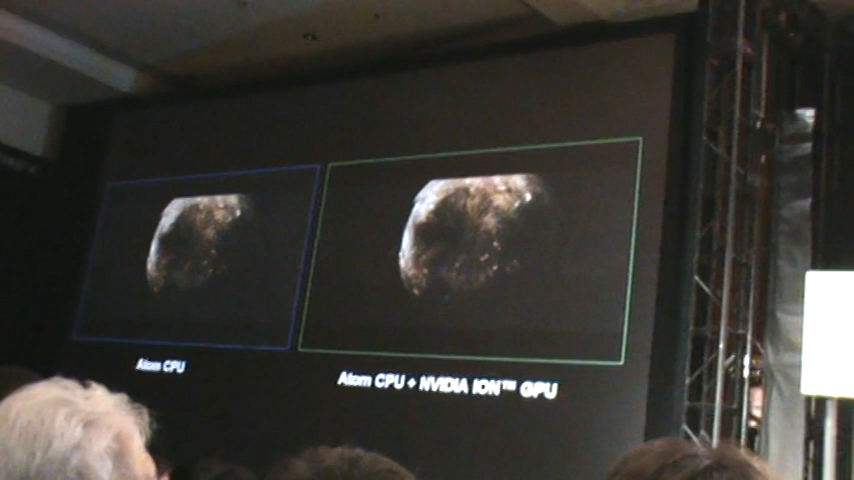 Atom CPU
Atom CPU + NVIDIA ION™ GPU